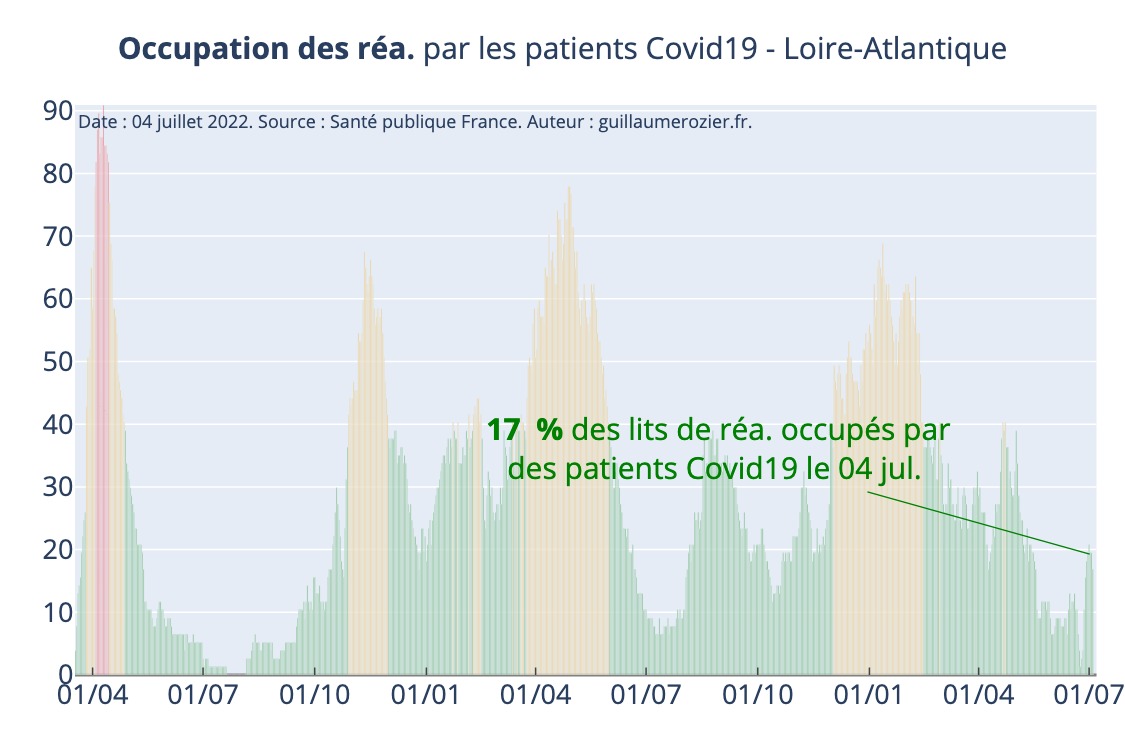 Occupation des réa. par les patients Covid19 - Loire-Atlantique
Date : 04 juillet 2022. Source : Santé publique France. Auteur : guillaumerozier.fr.
90
80
70
60
50
40
30
20
10
0
17 % des lits de réa. occupés par
des patients Covid19 le 04 jul.
01/04 01/07 01/10 01/01 01/04 01/07 01/10 01/01 01/04 01/07